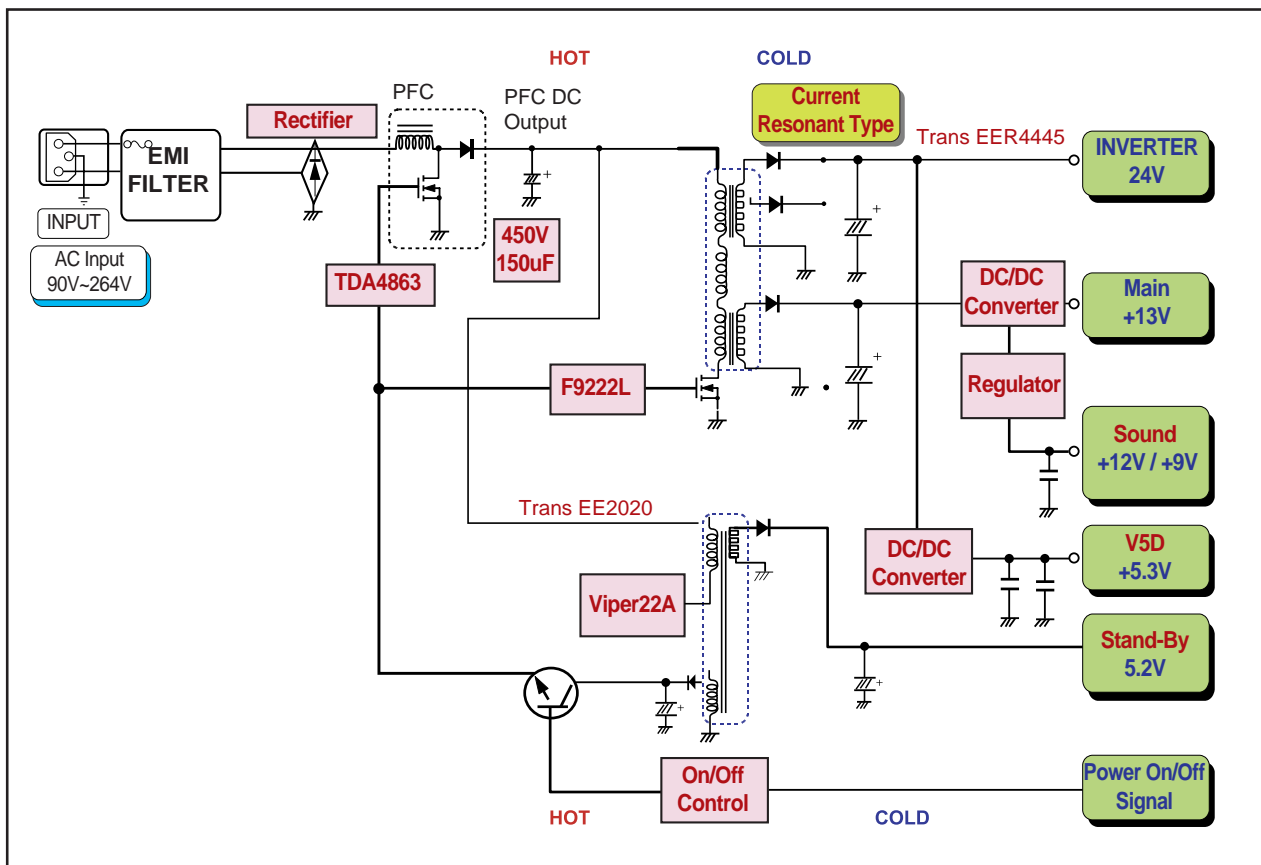 HOT
COLD
PFC
PFC DC
Output
Rectifier
Current
Resonant Type
Trans EER4445
INVERTER
24V
EMI
FILTER
INPUT
AC Input
90V~264V
450V
150uF
TDA4863
+
+
DC/DC
Converter
Main
+13V
+
Regulator
F9222L
Sound
+12V / +9V
Trans EE2020
DC/DC
Converter
V5D
+5.3V
Viper22A
Stand-By
5.2V
+
+
On/Off
Control
Power On/Off
Signal
HOT
COLD